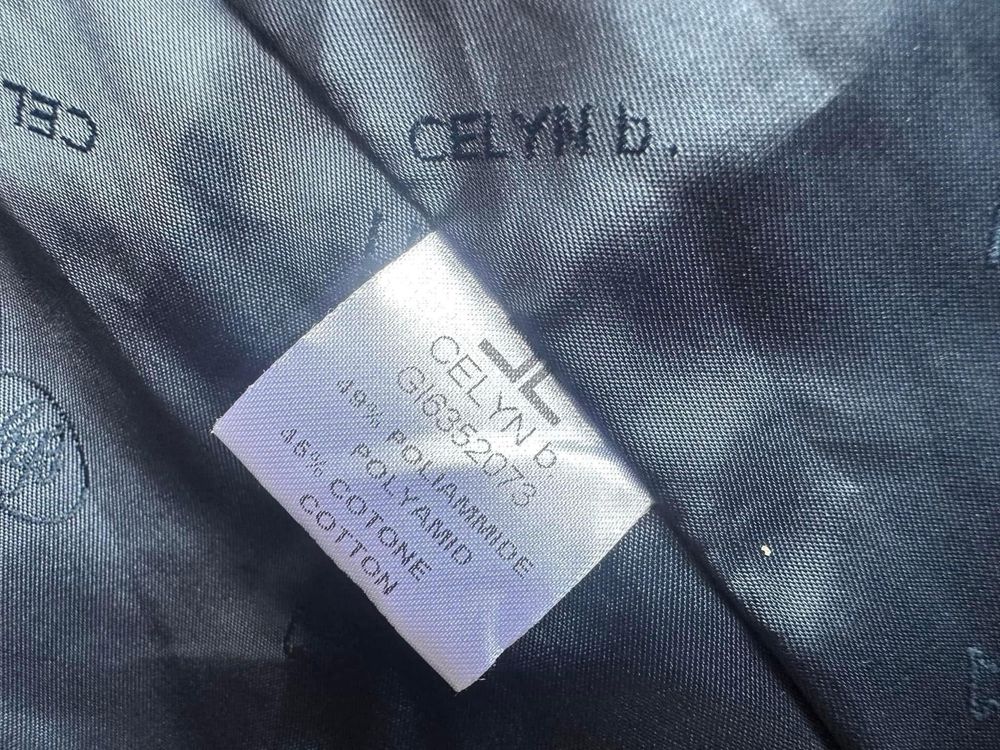 CEL
CELYN b.
CELYN b
GI6352073
49% POLIAMMIDE
POLYAMID
46% COTONE
COTTON